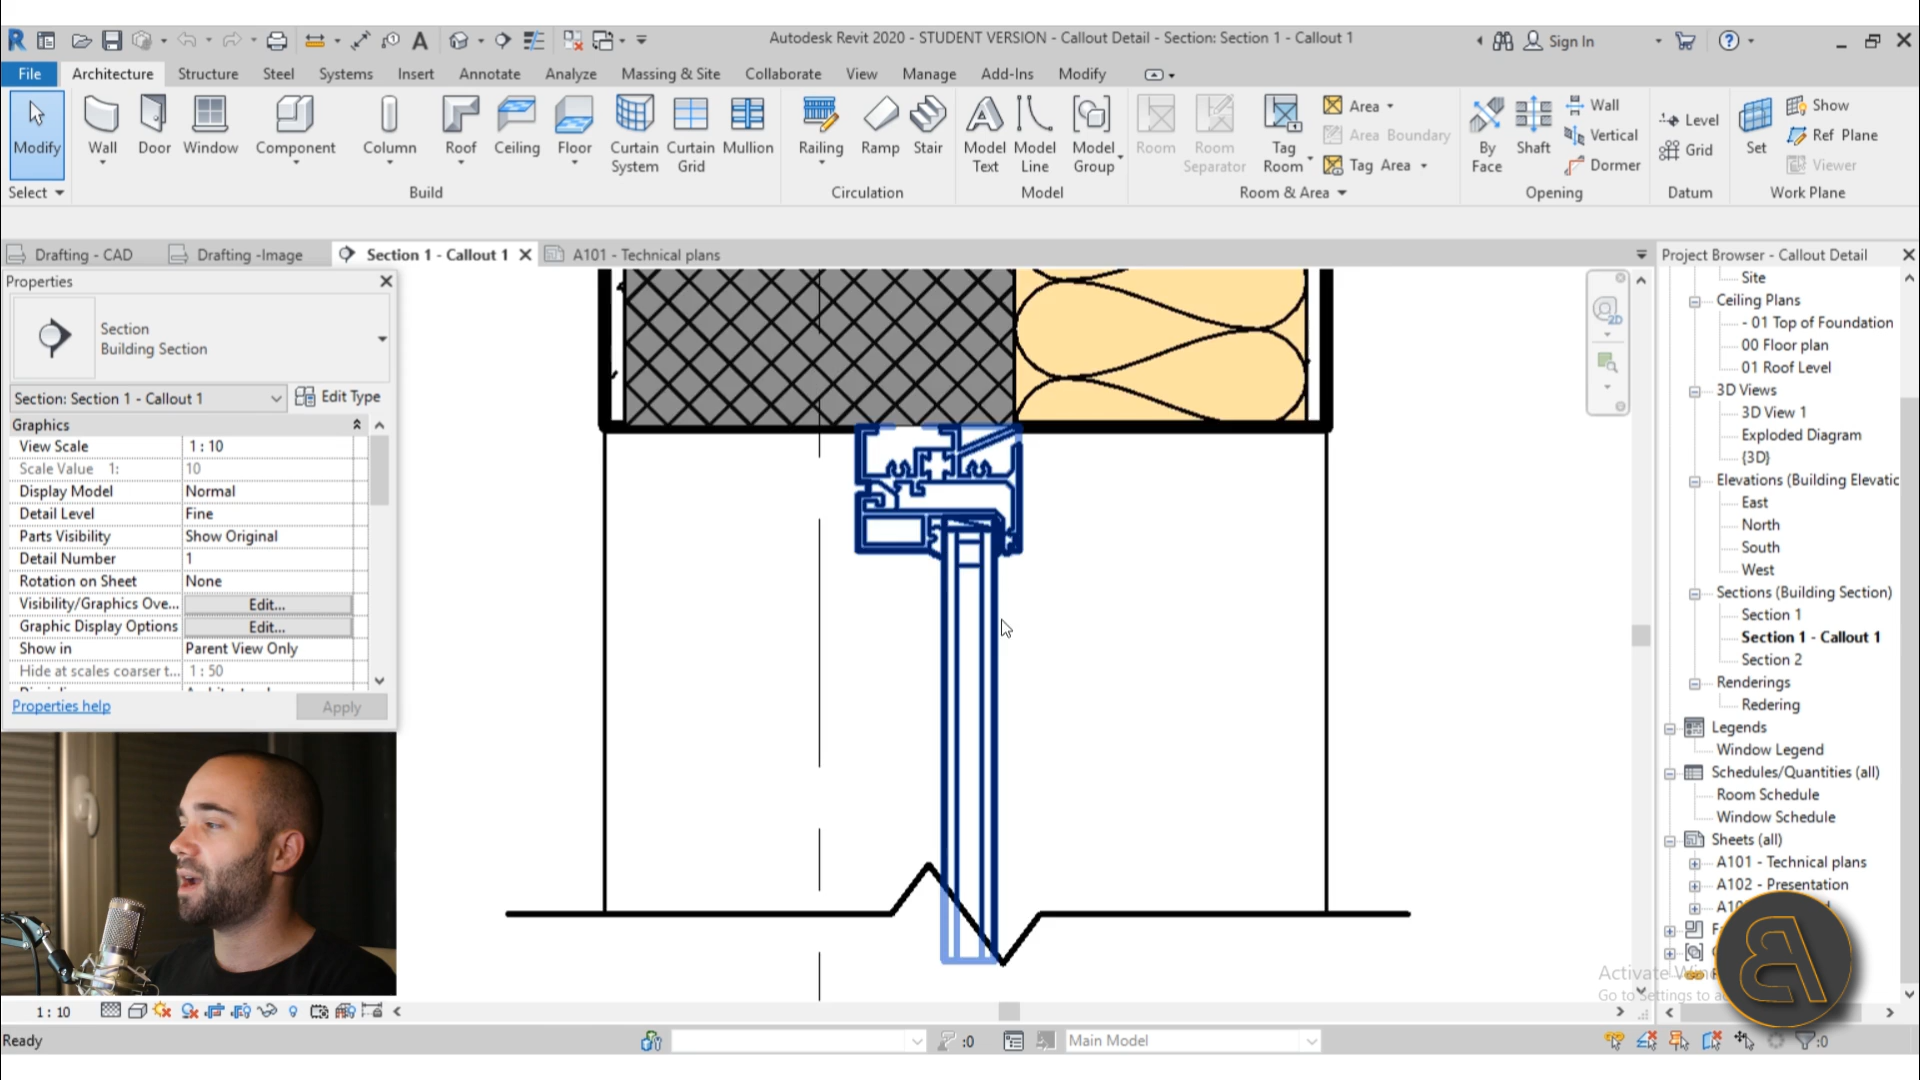 Autodesk Revit 2020 - STUDENT VERSION - Callout Detail - Section: Section 1 - Callout 1
Sign In
File Architecture Structure Steel Systems Insert Annotate Analyze Massing & Site Collaborate View Manage Add-Ins Modify
Modify Wall Door Window Component Column Roof Ceiling Floor Curtain System Curtain Grid Mullion Railing Ramp Stair Model Text Model Line Model Group Room Room Separator Tag Room
Area
Area Boundary
Tag Area
By Face Shaft
Wall
Vertical
Dormer
Level
Grid
Set
Show
Ref Plane
Viewer
Select Build Circulation Model Room & Area Opening Datum Work Plane
Drafting - CAD Drafting -Image Section 1 - Callout 1 A101 - Technical plans
Properties
Section
Building Section
Section: Section 1 - Callout 1 Edit Type
Graphics
View Scale 1 : 10
Scale Value 1: 10
Display Model Normal
Detail Level Fine
Parts Visibility Show Original
Detail Number 1
Rotation on Sheet None
Visibility/Graphics Ove... Edit...
Graphic Display Options Edit...
Show in Parent View Only
Hide at scales coarser t... 1 : 50
Properties help Apply
Project Browser - Callout Detail
Site
Ceiling Plans
- 01 Top of Foundation
00 Floor plan
01 Roof Level
3D Views
3D View 1
Exploded Diagram
{3D}
Elevations (Building Elevatic
East
North
South
West
Sections (Building Section)
Section 1
Section 1 - Callout 1
Section 2
Renderings
Redering
Legends
Window Legend
Schedules/Quantities (all)
Room Schedule
Window Schedule
Sheets (all)
A101 - Technical plans
A102 - Presentation
Activate Win
Go to Settings to a
1 : 10
Ready :0 Main Model :0